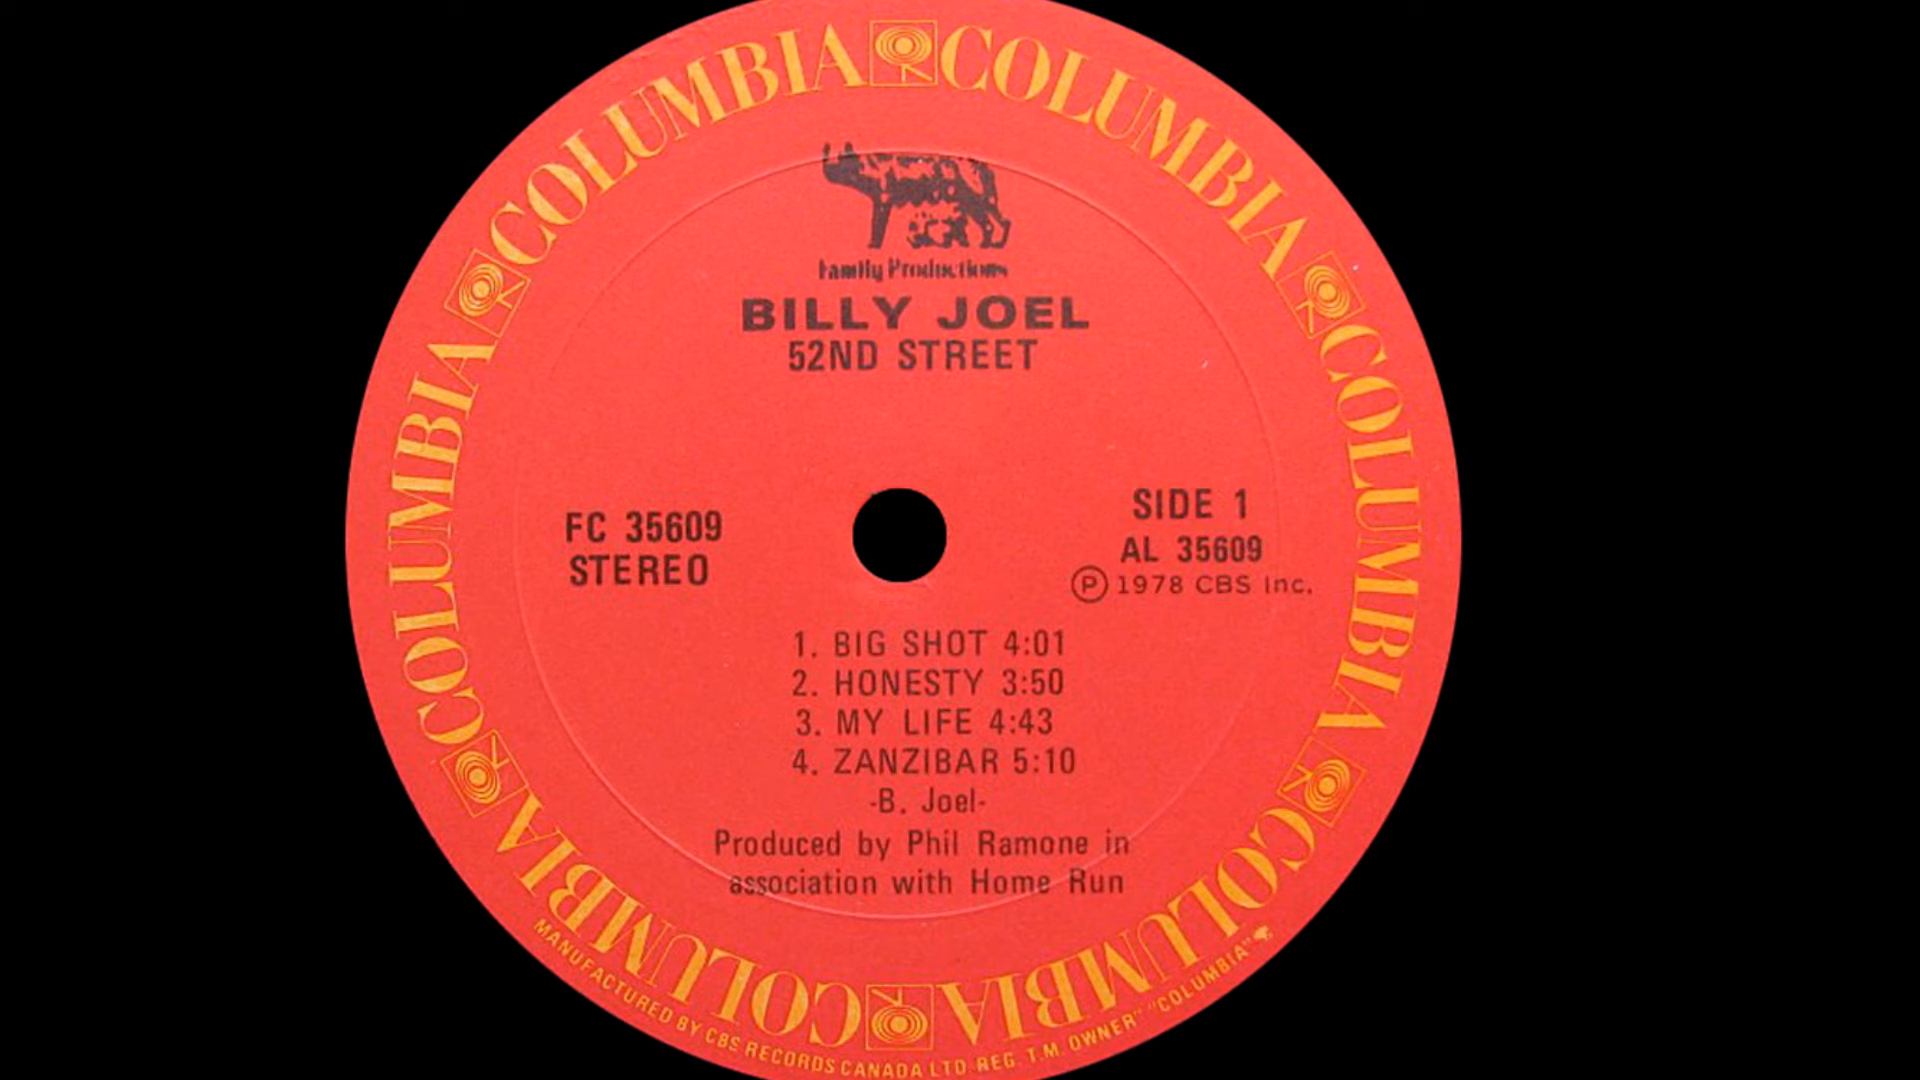 COLUMBIA COLUMBIA COLUMBIA COLUMBIA COLUMBIA COLUMBIA
Family Productions
BILLY JOEL
52ND STREET
FC 35609
STEREO
SIDE 1
AL 35609
Ⓟ 1978 CBS Inc.
1. BIG SHOT 4:01
2. HONESTY 3:50
3. MY LIFE 4:43
4. ZANZIBAR 5:10
-B. Joel-
Produced by Phil Ramone in
association with Home Run
MANUFACTURED BY CBS RECORDS CANADA LTD. REG. T.M. OWNER" "COLUMBIA"